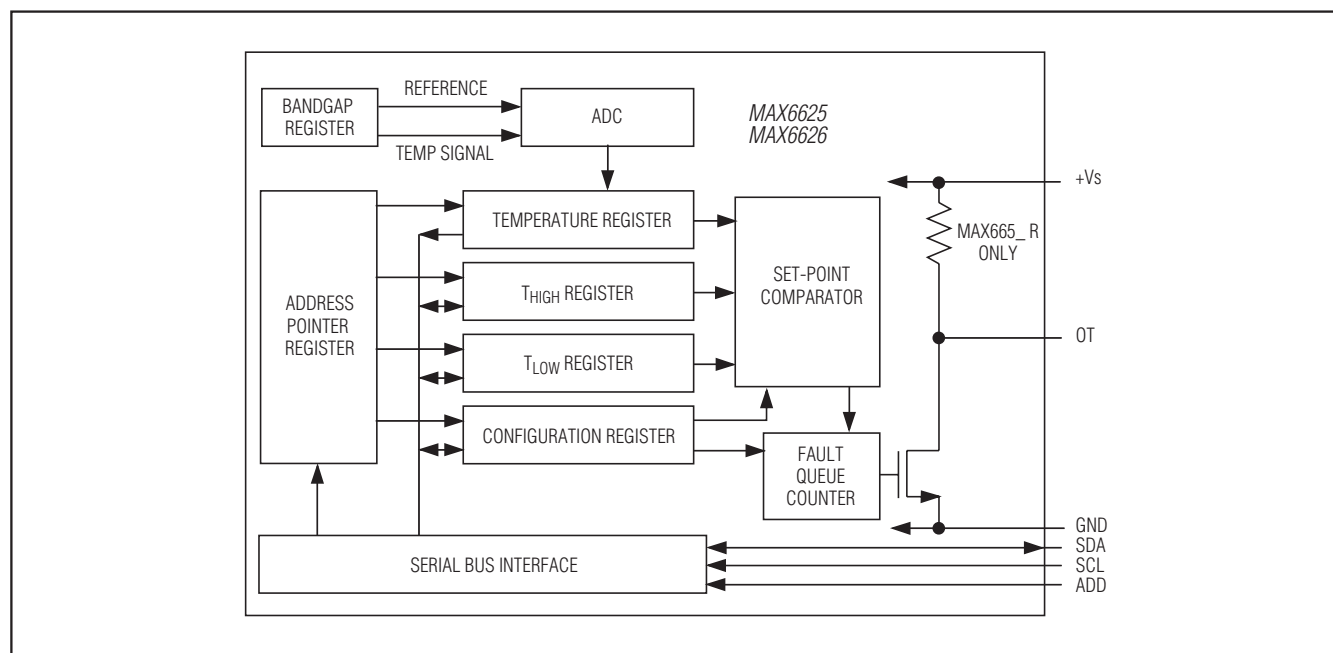 REFERENCE
BANDGAP
REGISTER
ADC
TEMP SIGNAL
MAX6625
MAX6626
+Vs
TEMPERATURE REGISTER
MAX665_ R
ONLY
SET-POINT
COMPARATOR
THIGH REGISTER
ADDRESS
POINTER
REGISTER
OT
TLOW REGISTER
CONFIGURATION REGISTER
FAULT
QUEUE
COUNTER
GND
SDA
SERIAL BUS INTERFACE
SCL
ADD